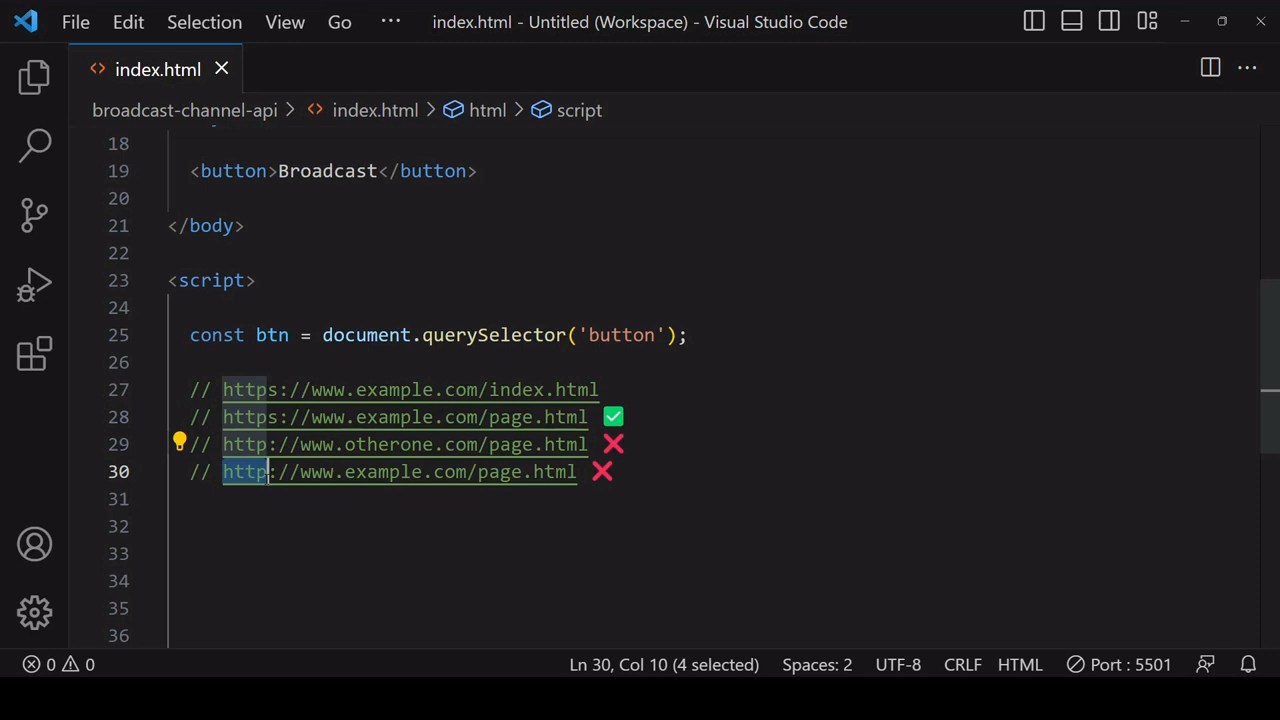 File Edit Selection View Go ··· index.html - Untitled (Workspace) - Visual Studio Code
<> index.html
broadcast-channel-api > <> index.html > html > script
18
19 <button>Broadcast</button>
20
21 </body>
22
23 <script>
24
25 const btn = document.querySelector('button');
26
27 // https://www.example.com/index.html
28 // https://www.example.com/page.html ✅
29 // http://www.otherone.com/page.html ❌
30 // http://www.example.com/page.html ❌
31
32
33
34
35
36
0 0 Ln 30, Col 10 (4 selected) Spaces: 2 UTF-8 CRLF HTML Port : 5501